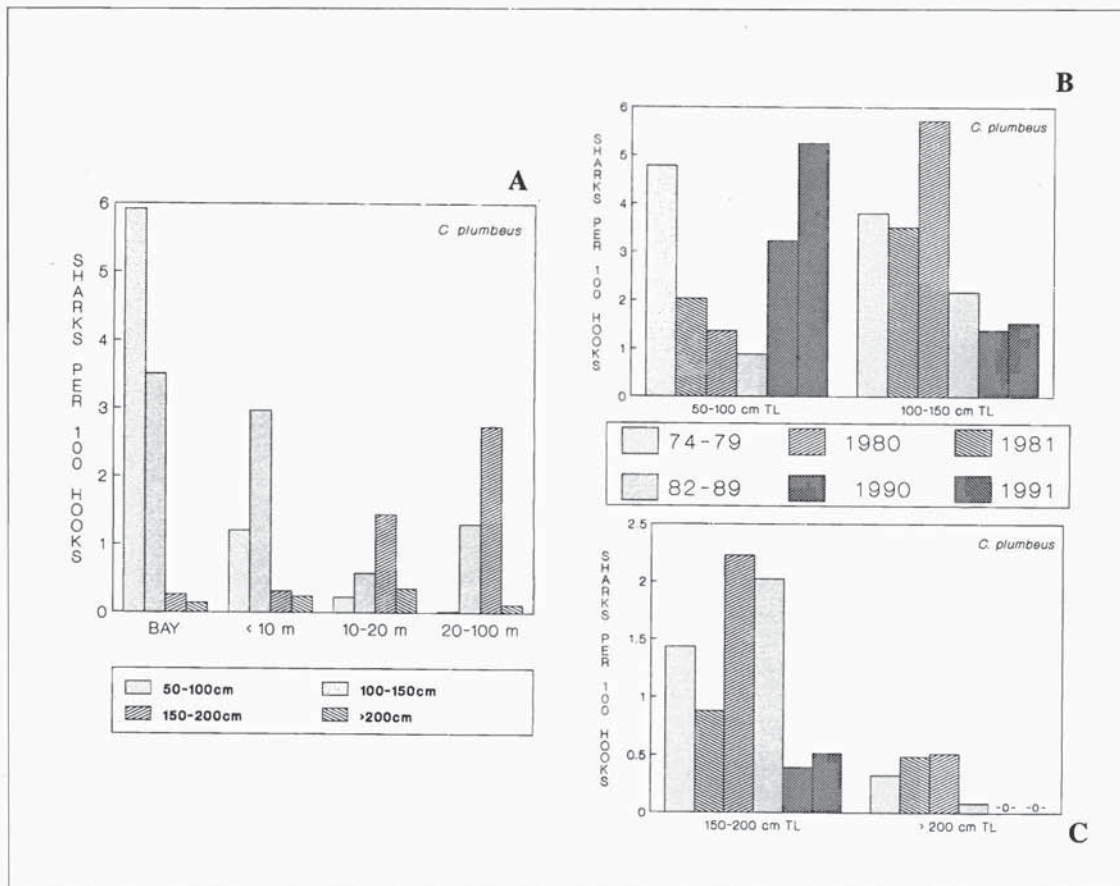 A
C. plumbeus
SHARKS PER 100 HOOKS
6
5
4
3
2
1
0
BAY
< 10 m
10-20 m
20-100 m
50-100cm
100-150cm
150-200cm
>200cm
B
C. plumbeus
SHARKS PER 100 HOOKS
6
5
4
3
2
1
0
50-100 cm TL
100-150 cm TL
74-79
1980
1981
82-89
1990
1991
C. plumbeus
SHARKS PER 100 HOOKS
2.5
2
1.5
1
0.5
0
-0-
-0-
150-200 cm TL
> 200 cm TL
C